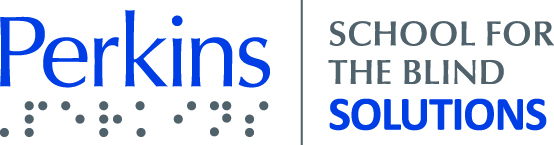 Perkins
⠠⠏⠑⠗⠅⠊⠝⠎
SCHOOL FOR
THE BLIND
SOLUTIONS